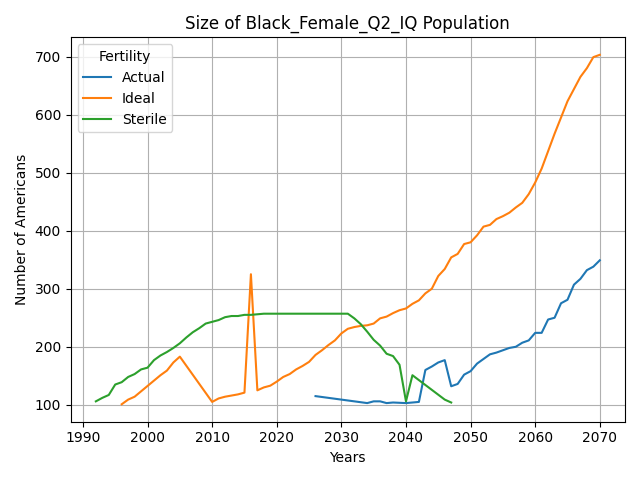 Size of Black_Female_Q2_IQ Population
Fertility
Actual
Ideal
Sterile
Number of Americans
700
600
500
400
300
200
100
1990 2000 2010 2020 2030 2040 2050 2060 2070
Years